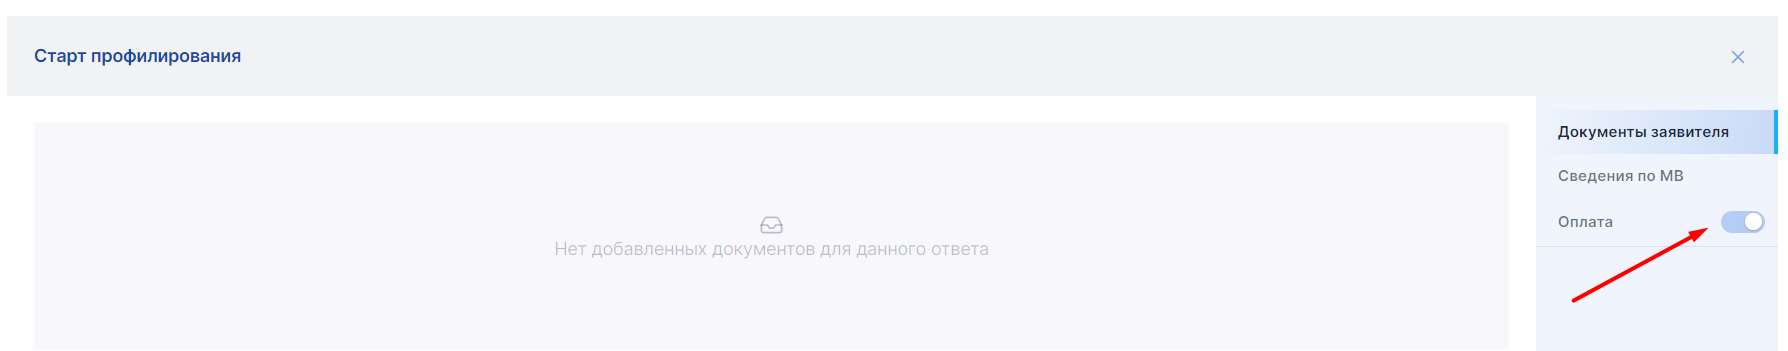 Старт профилирования
Документы заявителя
Сведения по МВ
Оплата
Нет добавленных документов для данного ответа